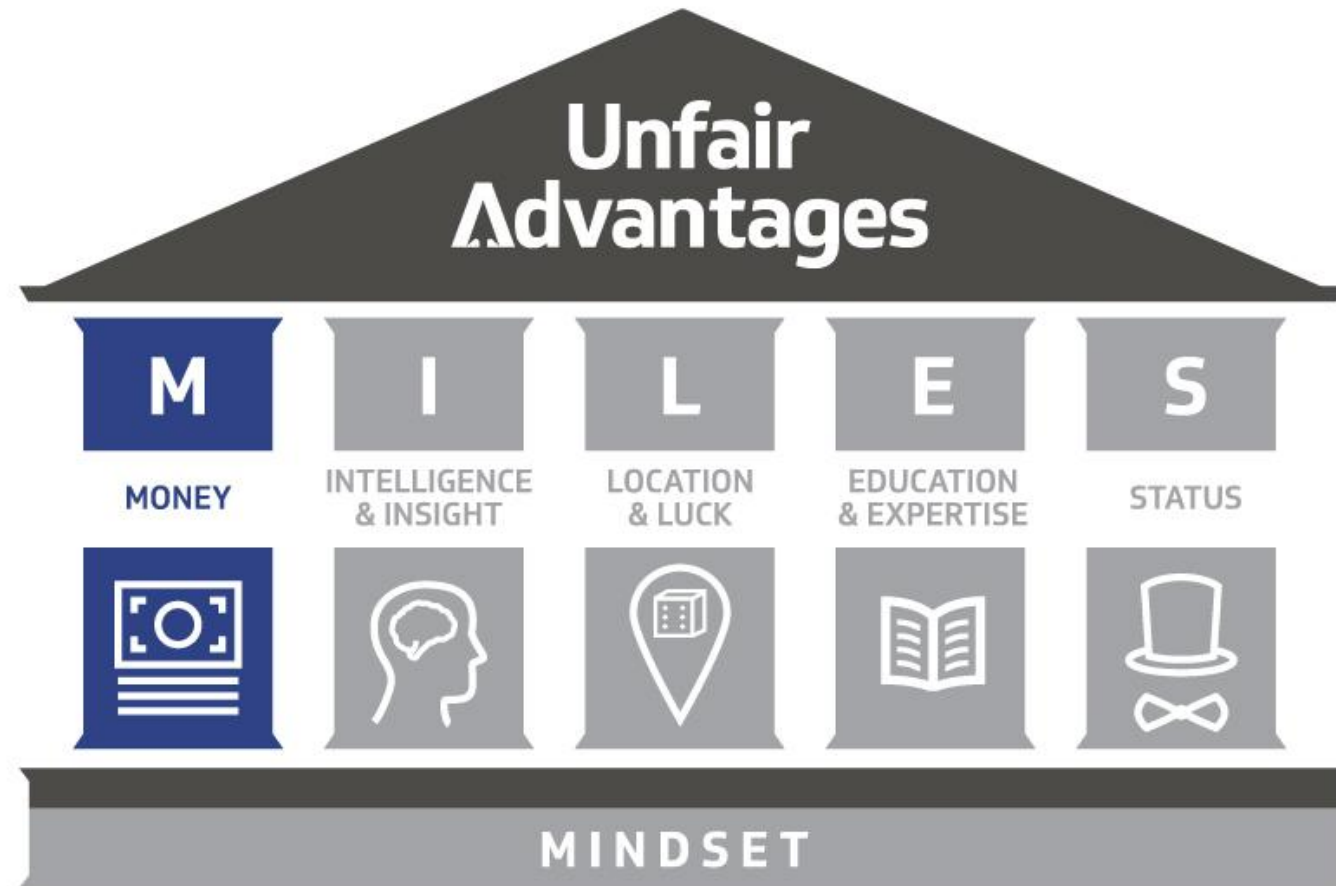 Unfair
Advantages
M
I
L
E
S
MONEY
INTELLIGENCE
& INSIGHT
LOCATION
& LUCK
EDUCATION
& EXPERTISE
STATUS
MINDSET